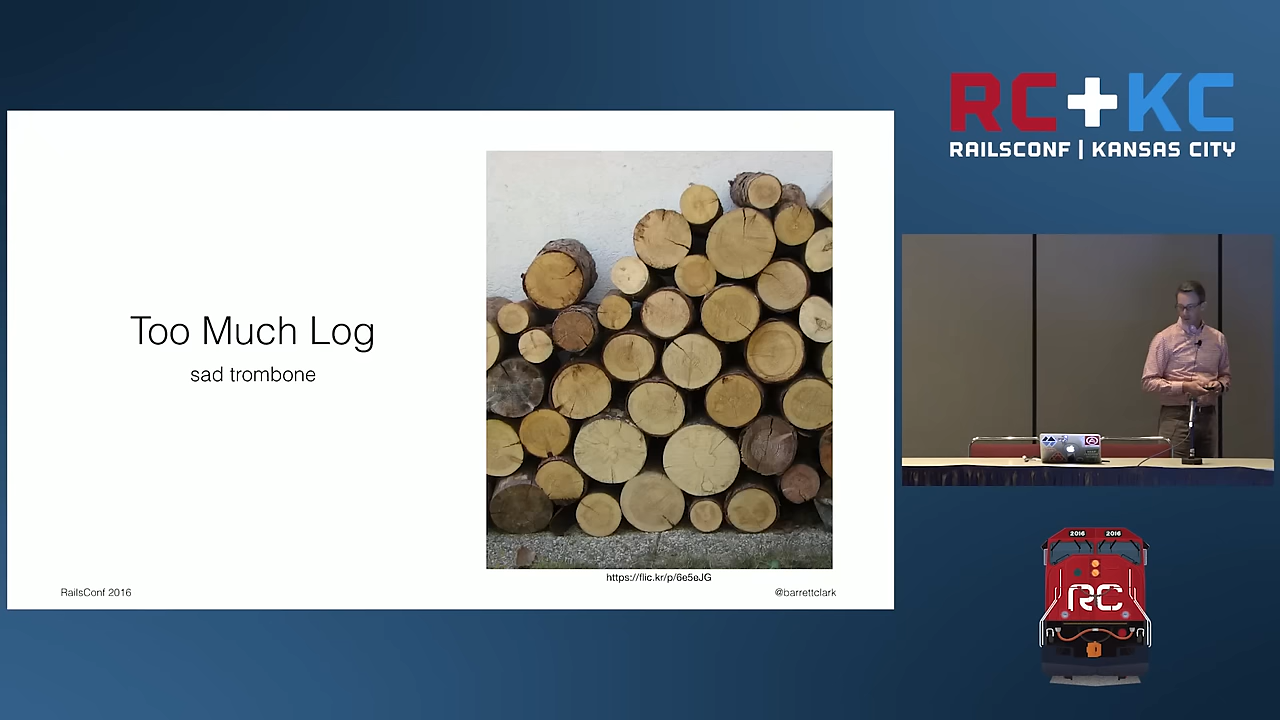 RC+KC
RAILSCONF | KANSAS CITY
Too Much Log
sad trombone
https://flic.kr/p/6e5eJG
RailsConf 2016
@barrettclark
2016 2016
RC